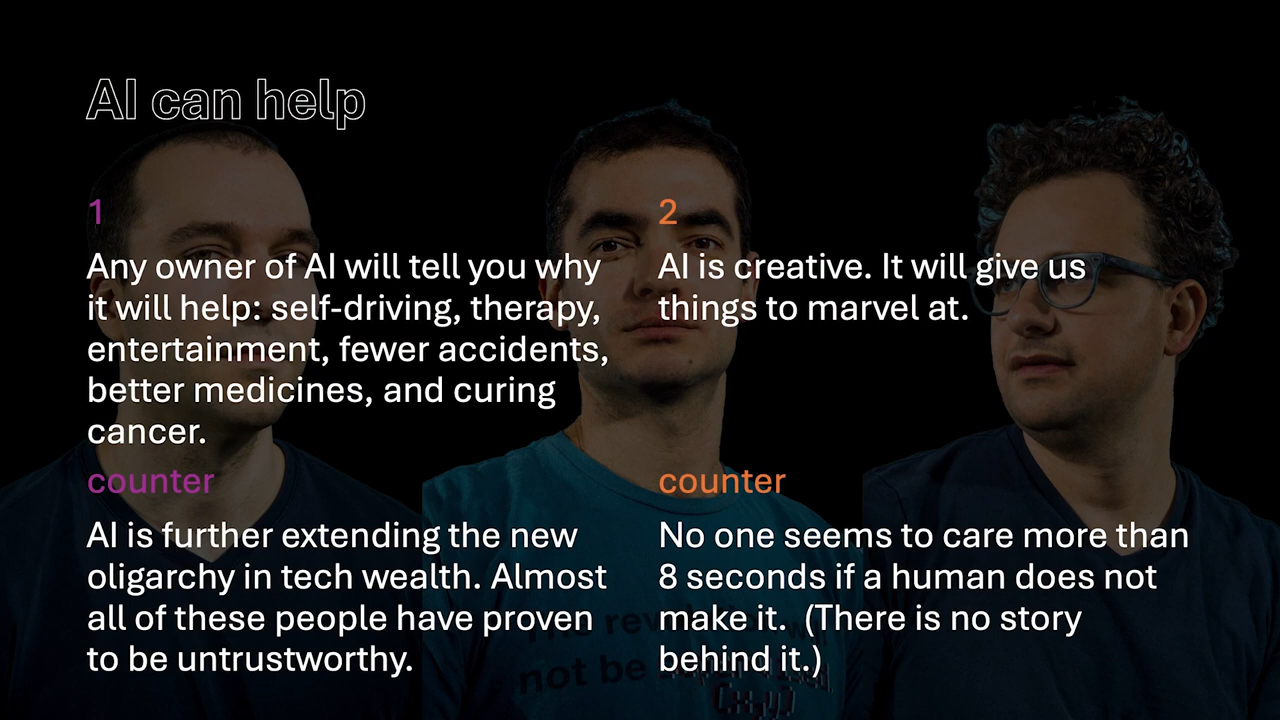 AI can help
1
Any owner of AI will tell you why
it will help: self-driving, therapy,
entertainment, fewer accidents,
better medicines, and curing
cancer.
counter
AI is further extending the new
oligarchy in tech wealth. Almost
all of these people have proven
to be untrustworthy.
2
AI is creative. It will give us
things to marvel at.
counter
No one seems to care more than
8 seconds if a human does not
make it.  (There is no story
behind it.)
not be